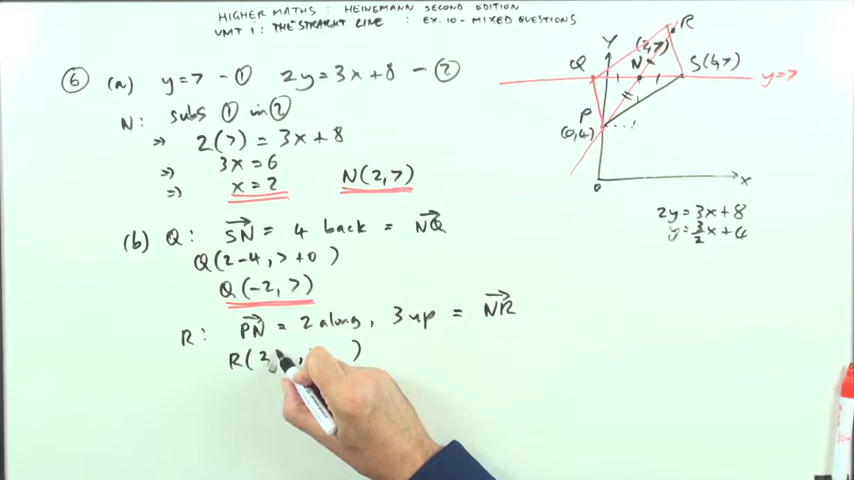 HIGHER MATHS : HEINEMANN SECOND EDITION
UNIT 1 : THE STRAIGHT LINE : EX. 10 - MIXED QUESTIONS
⑥ (a) y=7 - ① 2y=3x+8 - ②
N: subs ① in ②
⇒ 2(7) = 3x+8
⇒ 3x=6
⇒ x=2 N(2,7)
(b) Q: SN = 4 back = NQ
Q(2-4, 7+0)
Q(-2,7)
R: PN = 2 along, 3 up = NR
R(2 , )
Y
R
(2,7)
Q N S(6,7)
y=7
P
(0,4)
O x
2y=3x+8
y=3/2x+4